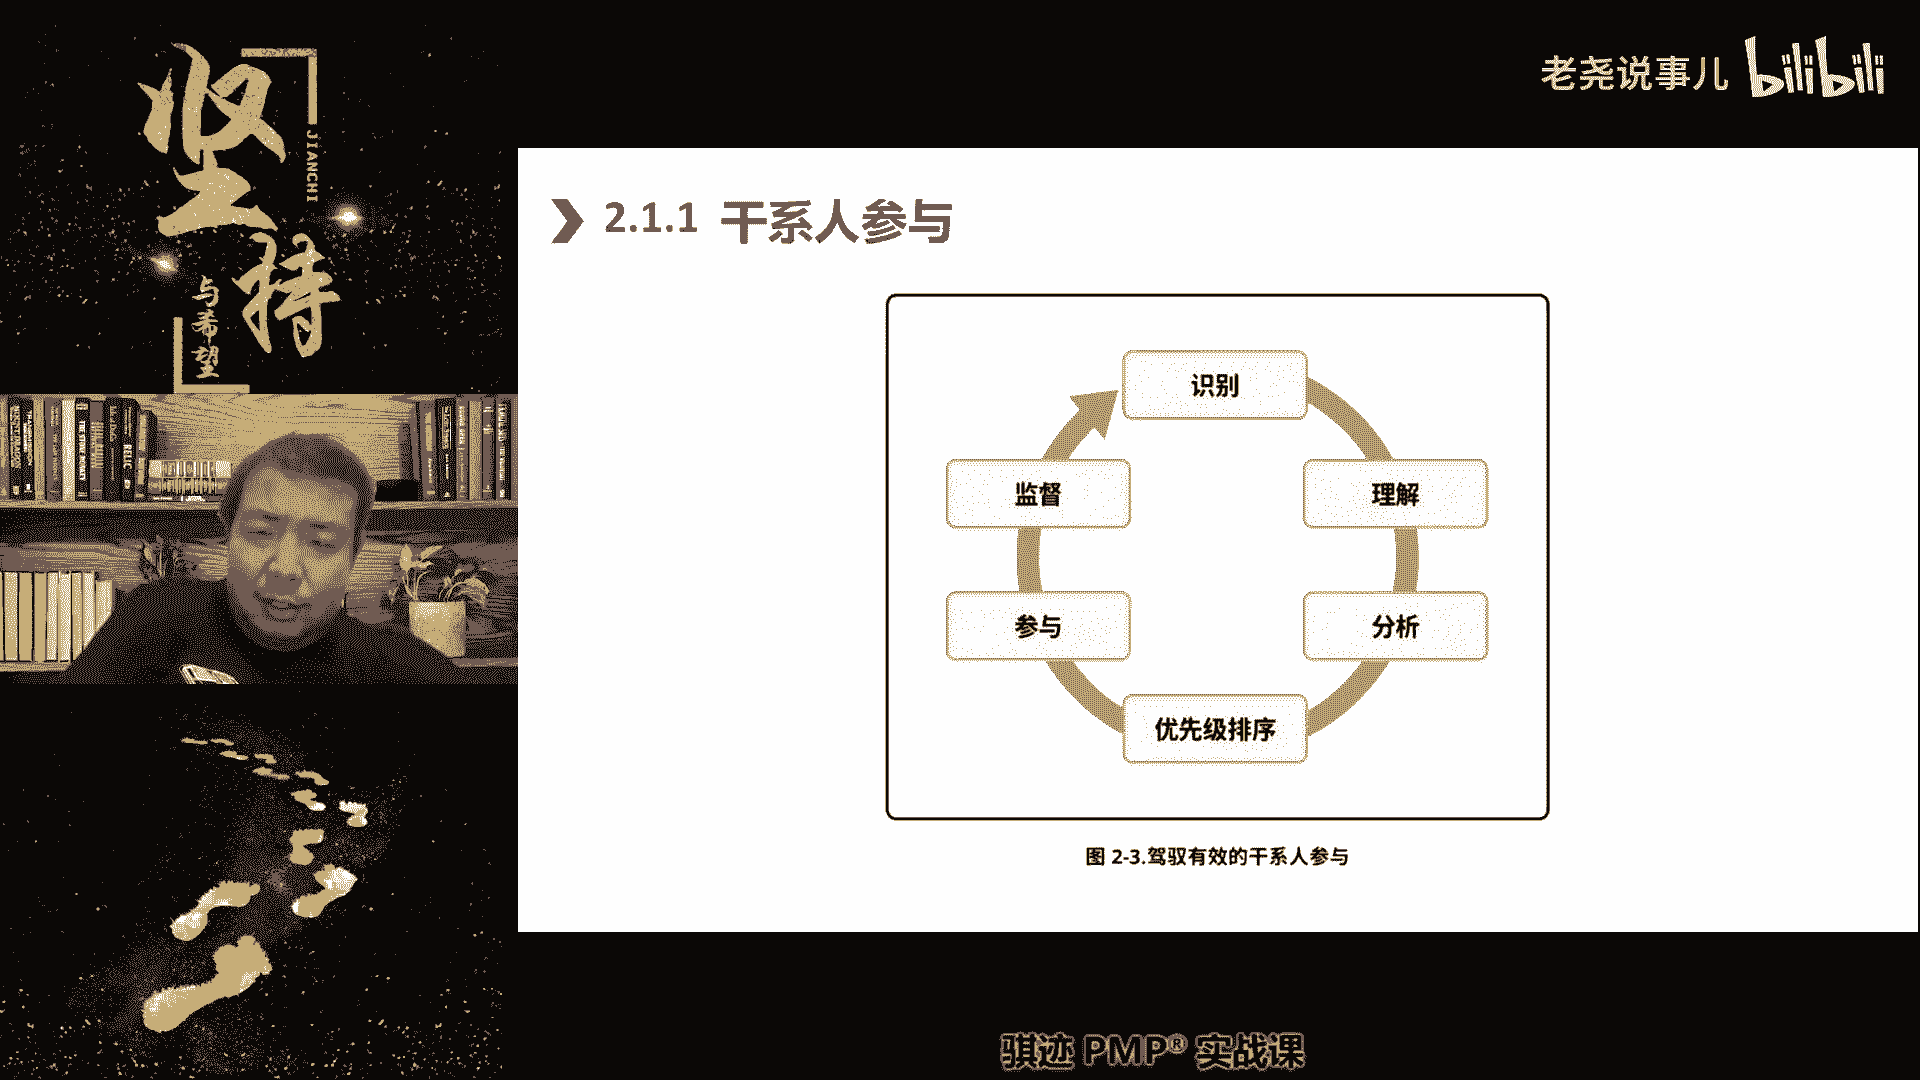 坚持
JIANCHI
与希望
老尧说事儿 bilibili
2.1.1 干系人参与
识别
监督
理解
参与
分析
优先级排序
图 2-3.驾驭有效的干系人参与
骐迹 PMP® 实战课